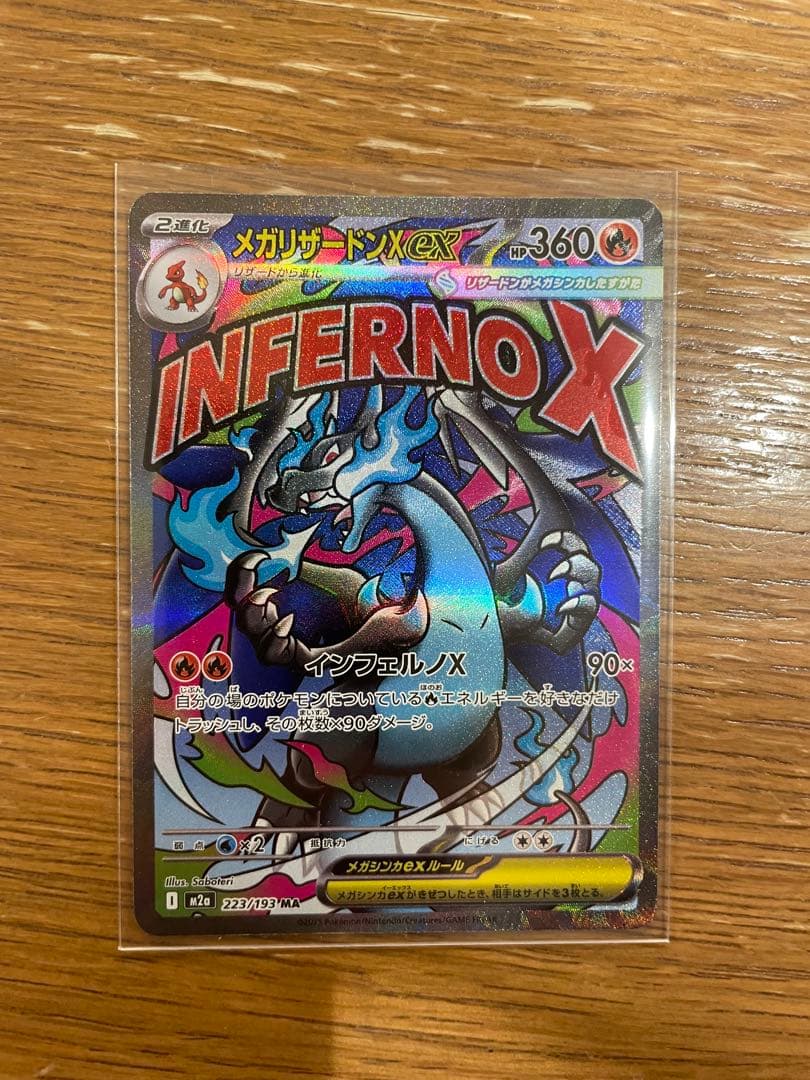 2進化
メガリザードンXex
HP360
リザードから進化
リザードンがメガシンカしたすがた
INFERNO X
インフェルノX 90×
自分の場のポケモンについているエネルギーを好きなだけ
トラッシュし、その枚数×90ダメージ。
弱点 ×2 抵抗力 にげる
メガシンカexルール
メガシンカexがきぜつしたとき、相手はサイドを3枚とる。
Illus. Saboteri
I m2a 223/193 MA
©2025 Pokémon/Nintendo/Creatures/GAME FREAK